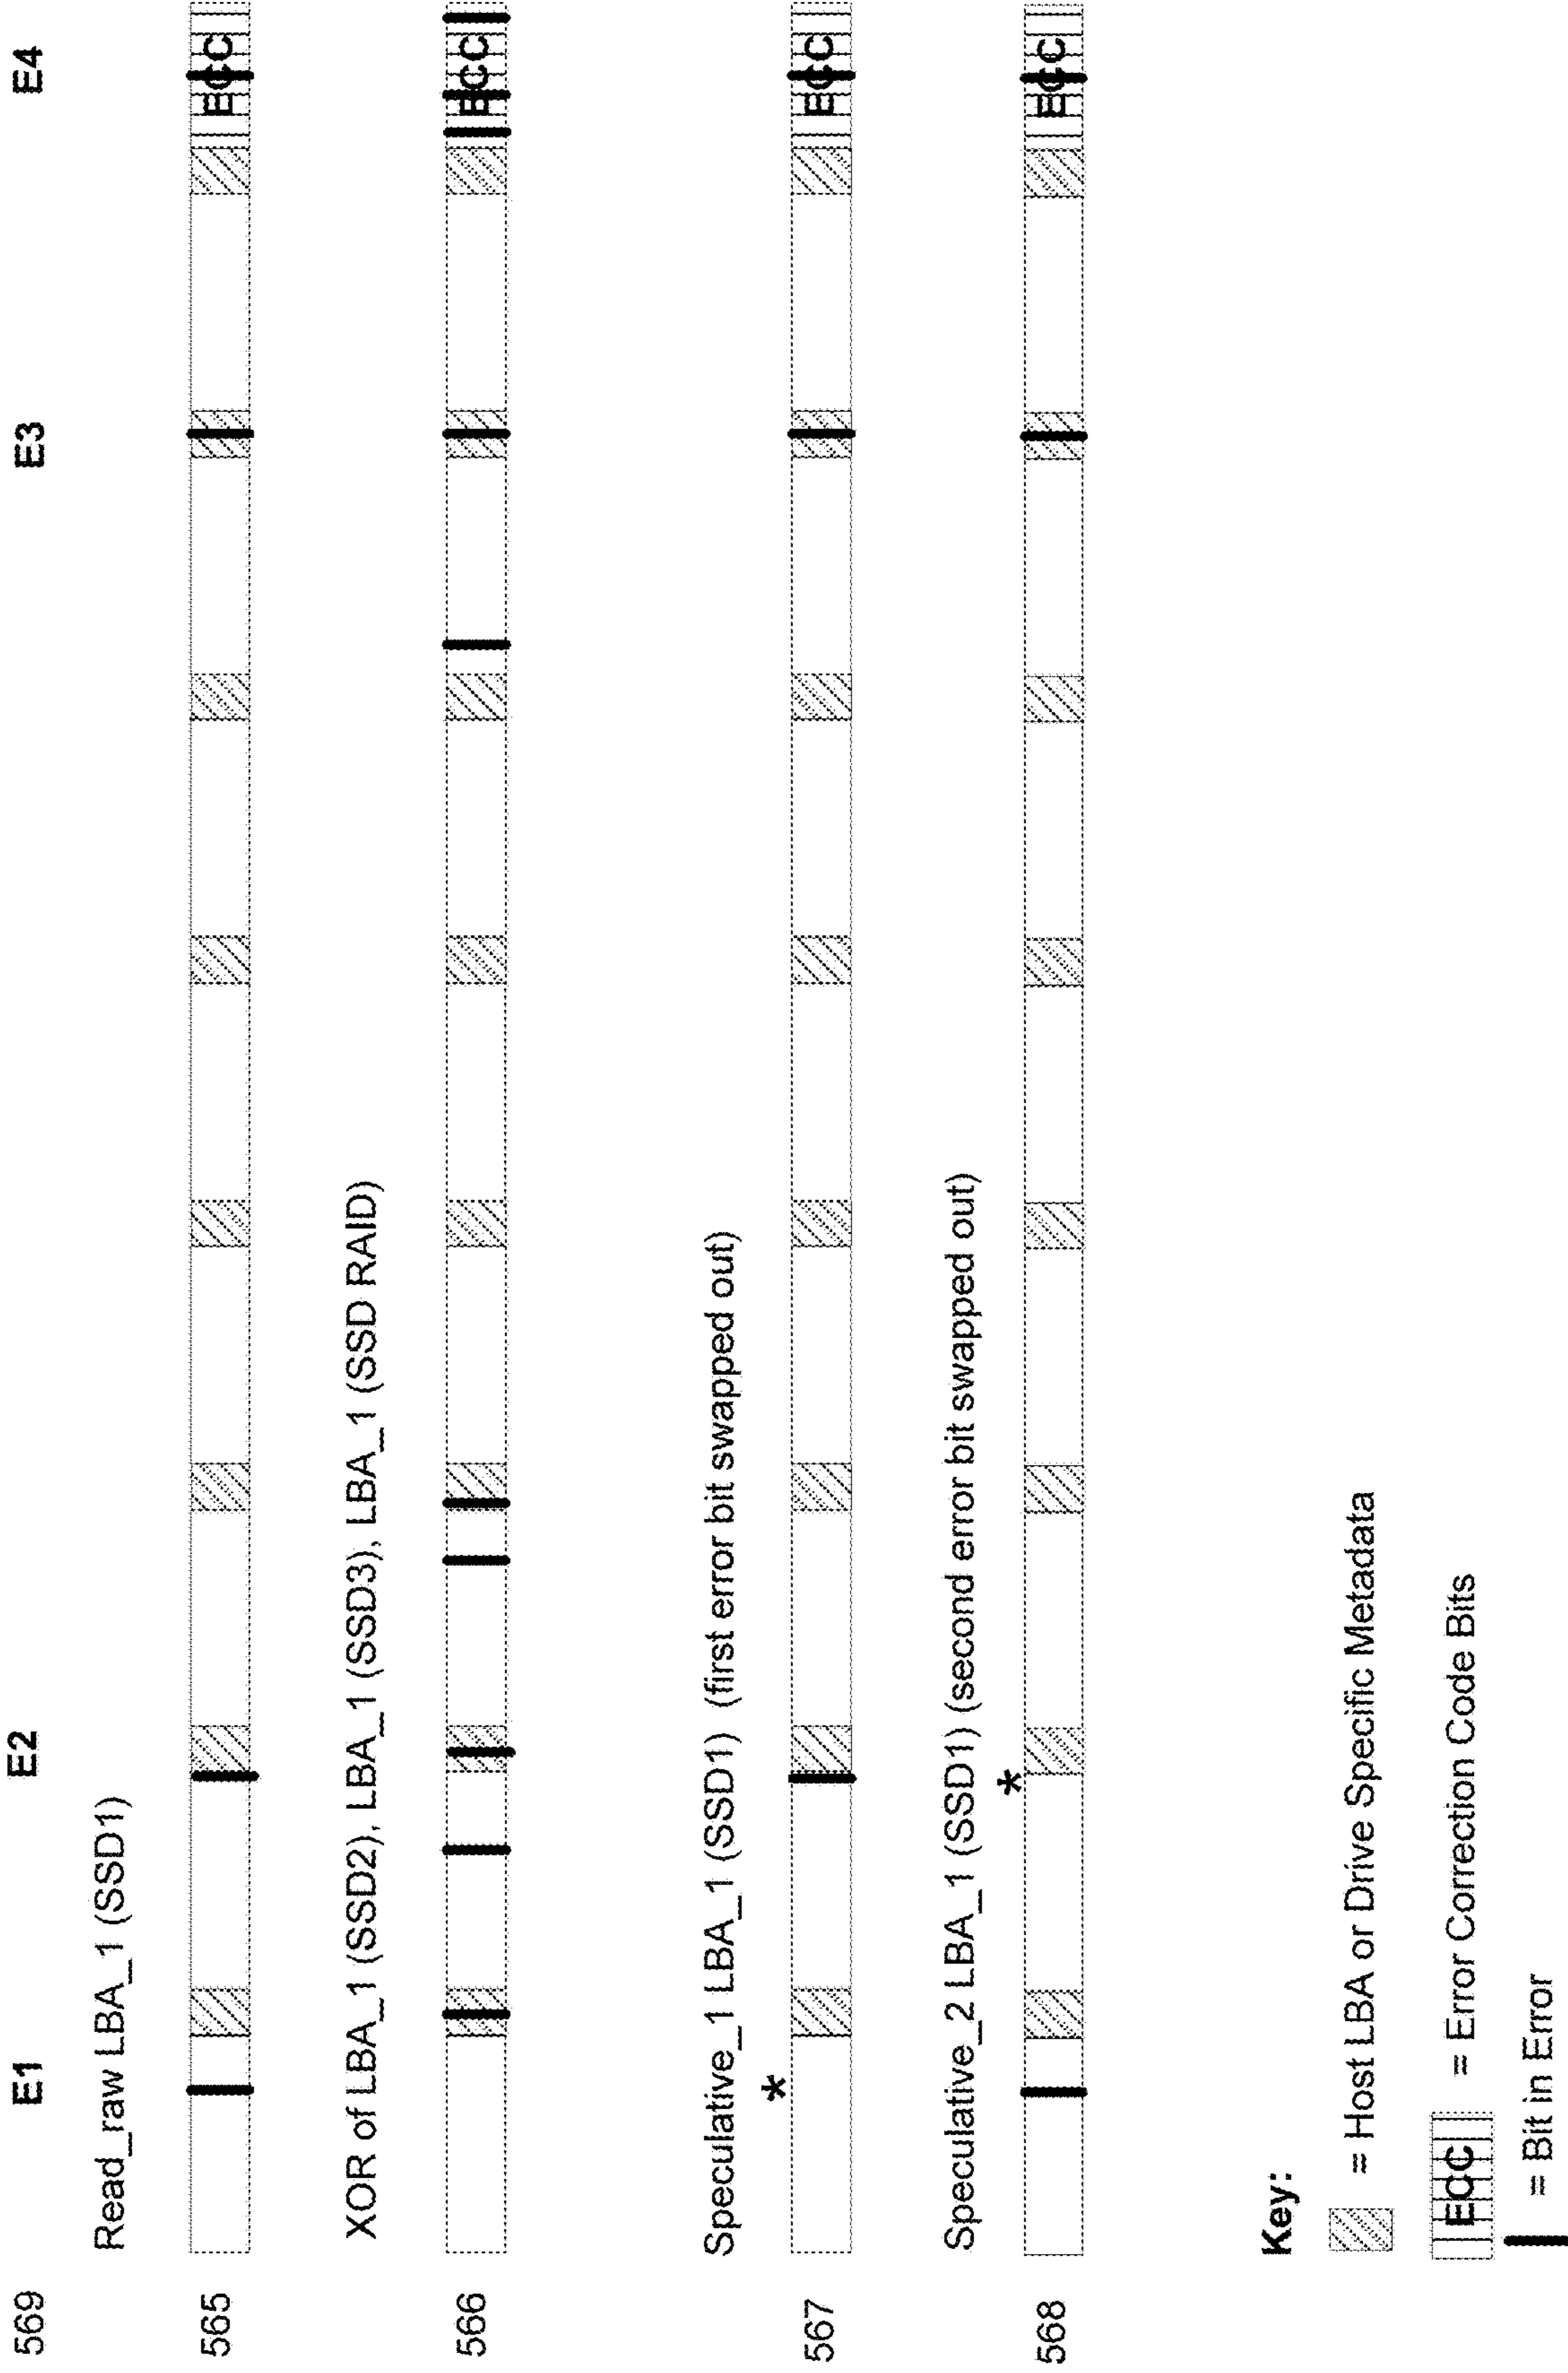 569 E1 E2 E3 E4
Read_raw LBA_1 (SSD1)
565 ECC
XOR of LBA_1 (SSD2), LBA_1 (SSD3), LBA_1 (SSD RAID)
566 ECC
Speculative_1 LBA_1 (SSD1) (first error bit swapped out)
*
567 ECC
Speculative_2 LBA_1 (SSD1) (second error bit swapped out)
*
568 ECC
Key:
= Host LBA or Drive Specific Metadata
ECC = Error Correction Code Bits
= Bit in Error